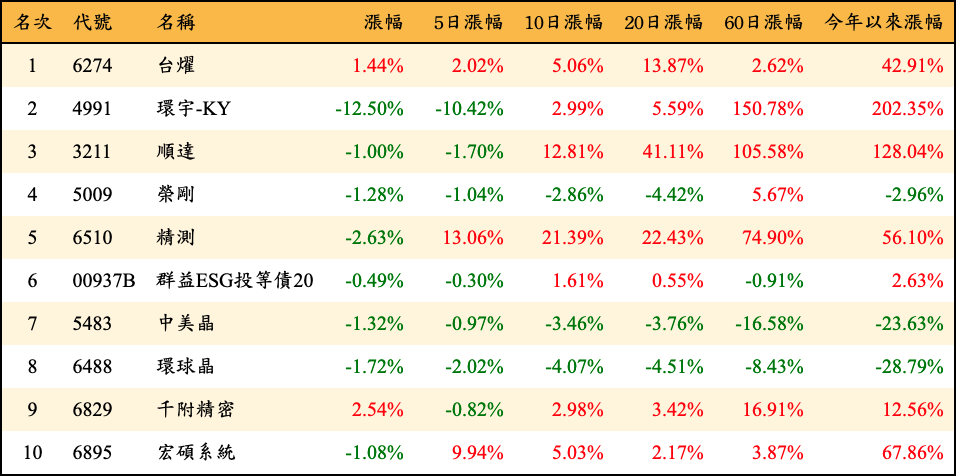 名次 代號 名稱 漲幅 5日漲幅 10日漲幅 20日漲幅 60日漲幅 今年以來漲幅
1 6274 台燿 1.44% 2.02% 5.06% 13.87% 2.62% 42.91%
2 4991 環宇-KY -12.50% -10.42% 2.99% 5.59% 150.78% 202.35%
3 3211 順達 -1.00% -1.70% 12.81% 41.11% 105.58% 128.04%
4 5009 榮剛 -1.28% -1.04% -2.86% -4.42% 5.67% -2.96%
5 6510 精測 -2.63% 13.06% 21.39% 22.43% 74.90% 56.10%
6 00937B 群益ESG投等債20 -0.49% -0.30% 1.61% 0.55% -0.91% 2.63%
7 5483 中美晶 -1.32% -0.97% -3.46% -3.76% -16.58% -23.63%
8 6488 環球晶 -1.72% -2.02% -4.07% -4.51% -8.43% -28.79%
9 6829 千附精密 2.54% -0.82% 2.98% 3.42% 16.91% 12.56%
10 6895 宏碩系統 -1.08% 9.94% 5.03% 2.17% 3.87% 67.86%